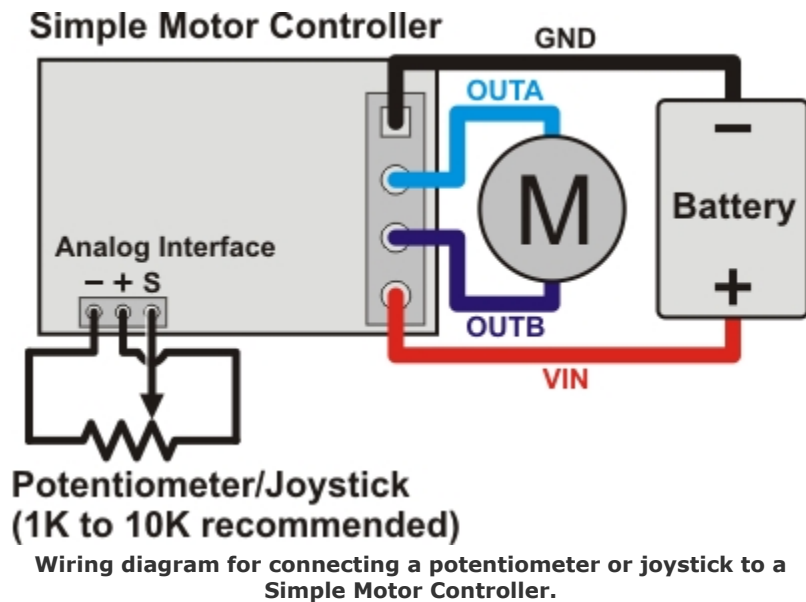 Simple Motor Controller
GND
OUTA
M
−
Battery
+
Analog Interface
− + S
OUTB
VIN
Potentiometer/Joystick
(1K to 10K recommended)
Wiring diagram for connecting a potentiometer or joystick to a
Simple Motor Controller.